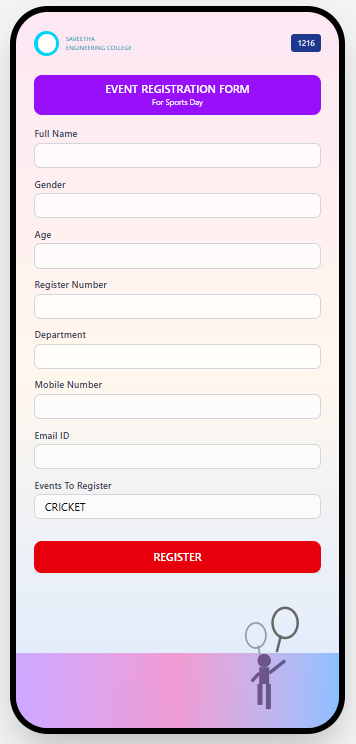 SAVEETHA
ENGINEERING COLLEGE
1216
EVENT REGISTRATION FORM
For Sports Day
Full Name
Gender
Age
Register Number
Department
Mobile Number
Email ID
Events To Register
CRICKET
REGISTER